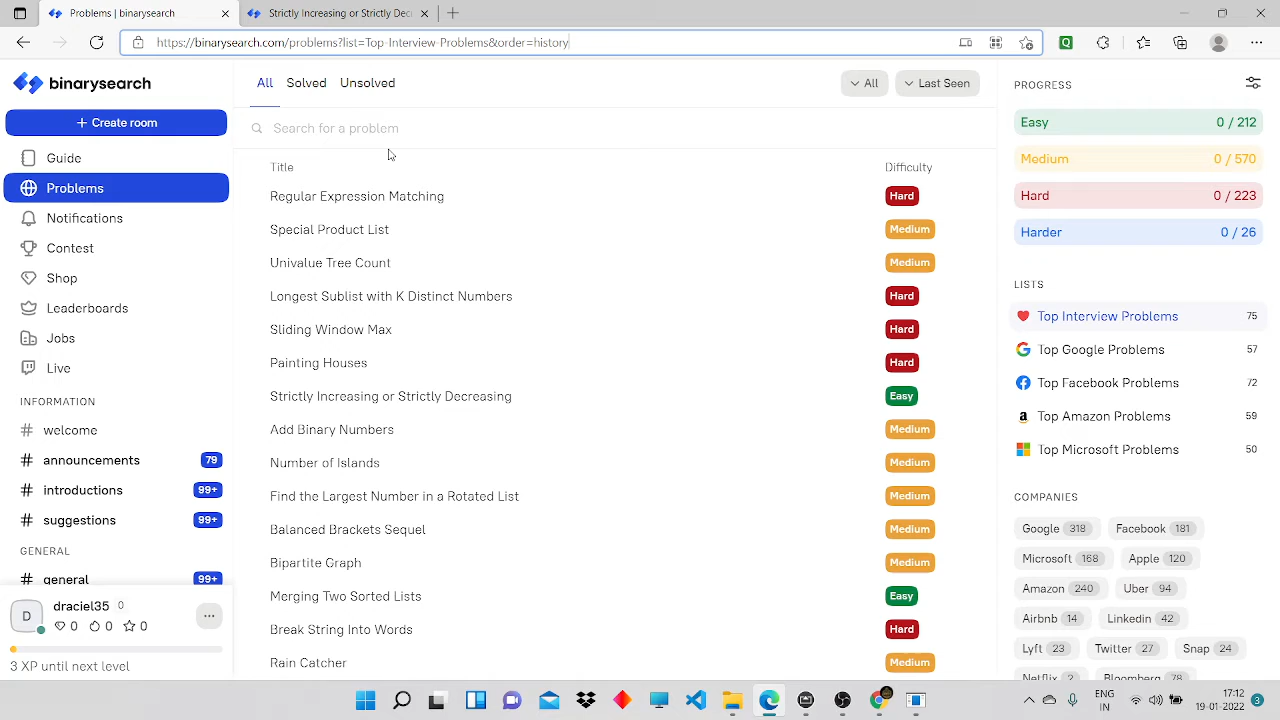 Problems | binarysearch
Strictly Increasing or Strictly Dec
https://binarysearch.com/problems?list=Top-Interview-Problems&order=history
binarysearch
+ Create room
Guide
Problems
Notifications
Contest
Shop
Leaderboards
Jobs
Live
INFORMATION
# welcome
# announcements 79
# introductions 99+
# suggestions 99+
GENERAL
# general 99+
D draciel35 0
0 0 0
3 XP until next level
All Solved Unsolved All Last Seen
Search for a problem
Title Difficulty
Regular Expression Matching Hard
Special Product List Medium
Univalue Tree Count Medium
Longest Sublist with K Distinct Numbers Hard
Sliding Window Max Hard
Painting Houses Hard
Strictly Increasing or Strictly Decreasing Easy
Add Binary Numbers Medium
Number of Islands Medium
Find the Largest Number in a Rotated List Medium
Balanced Brackets Sequel Medium
Bipartite Graph Medium
Merging Two Sorted Lists Easy
Break String Into Words Hard
Rain Catcher Medium
PROGRESS
Easy 0 / 212
Medium 0 / 570
Hard 0 / 223
Harder 0 / 26
LISTS
Top Interview Problems 75
Top Google Problems 57
Top Facebook Problems 72
Top Amazon Problems 59
Top Microsoft Problems 50
COMPANIES
Google 318 Facebook 181
Microsoft 168 Apple 120
Amazon 240 Uber 94
Airbnb 14 Linkedin 42
Lyft 23 Twitter 27 Snap 24
Netflix 2 Bloomberg 78
ENG
IN
17:12
19-01-2022
3